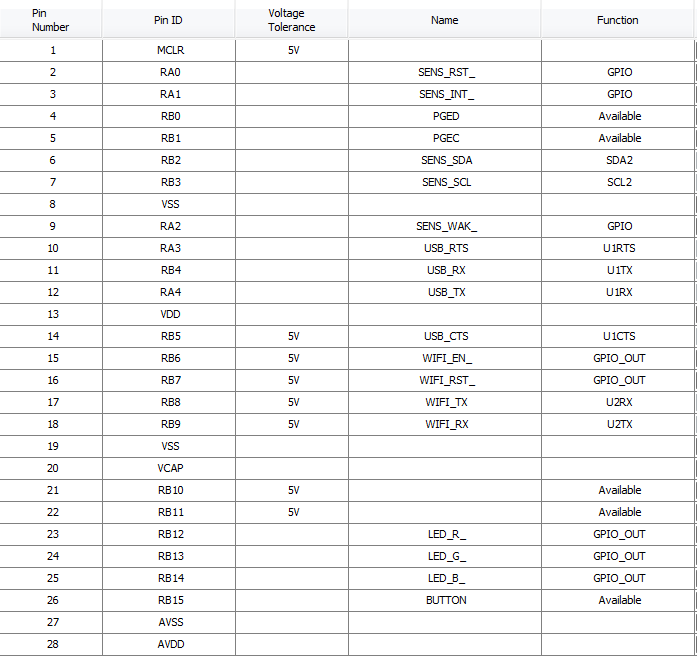 Pin Number Pin ID Voltage Tolerance Name Function
1 MCLR 5V
2 RA0 SENS_RST_ GPIO
3 RA1 SENS_INT_ GPIO
4 RB0 PGED Available
5 RB1 PGEC Available
6 RB2 SENS_SDA SDA2
7 RB3 SENS_SCL SCL2
8 VSS
9 RA2 SENS_WAK_ GPIO
10 RA3 USB_RTS U1RTS
11 RB4 USB_RX U1TX
12 RA4 USB_TX U1RX
13 VDD
14 RB5 5V USB_CTS U1CTS
15 RB6 5V WIFI_EN_ GPIO_OUT
16 RB7 5V WIFI_RST_ GPIO_OUT
17 RB8 5V WIFI_TX U2RX
18 RB9 5V WIFI_RX U2TX
19 VSS
20 VCAP
21 RB10 5V Available
22 RB11 5V Available
23 RB12 LED_R_ GPIO_OUT
24 RB13 LED_G_ GPIO_OUT
25 RB14 LED_B_ GPIO_OUT
26 RB15 BUTTON Available
27 AVSS
28 AVDD